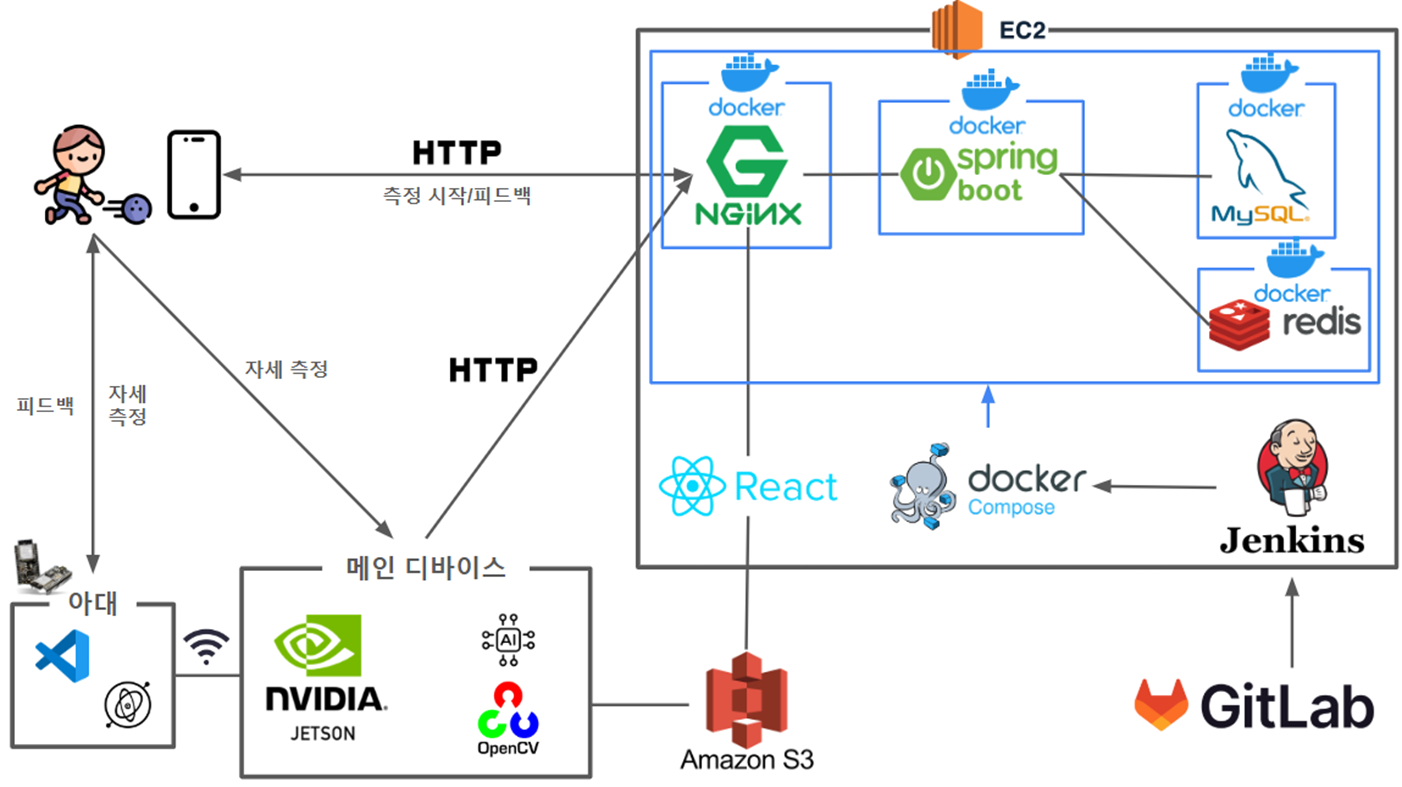 EC2
docker
docker
docker
HTTP
측정 시작/피드백
NGiNX
spring
boot
MySQL
docker
redis
자세 측정
HTTP
피드백
자세
측정
React
docker
Compose
Jenkins
메인 디바이스
아대
AI
NVIDIA.
JETSON
OpenCV
Amazon S3
GitLab